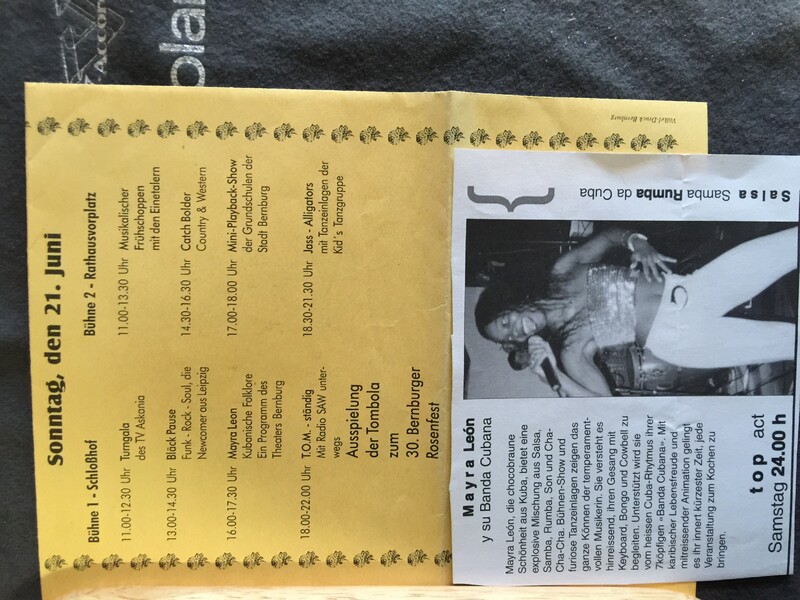 Sonntag, den 21. Juni
Bühne 1 - Schloßhof
11.00-12.30 Uhr Turngala
des TV Askania
13.00-14.30 Uhr Bläck Pause
Funk - Rock - Soul, die
Newcomer aus Leipzig
16.00-17.30 Uhr Mayra Leon
Kubanische Folklore
Ein Programm des
Theaters Bernburg
18.00-22.00 Uhr T.O.M. - ständig
Mit Radio SAW unter-
wegs
Ausspielung
der Tombola
zum
30. Bernburger
Rosenfest
Bühne 2 - Rathausvorplatz
11.00-13.30 Uhr Musikalischer
Frühschoppen
mit den Einetalern
14.30-16.30 Uhr Catch Bolder
Country & Western
17.00-18.00 Uhr Mini-Playback-Show
der Grundschulen der
Stadt Bernburg
18.30-21.30 Uhr Jass - Alligators
mit Tanzeinlagen der
Kid´s Tanzgruppe
Völkel-Druck Bernburg
Mayra León
y su Banda Cubana
Mayra León, die chocobraune
Schönheit aus Kuba, bietet eine
explosive Mischung aus Salsa,
Samba, Rumba, Son und Cha-
Cha-Cha. Bühnen-Show und
furiose Tanzeinlagen zeigen das
ganze Können der temperament-
vollen Musikerin. Sie versteht es
hinreissend, ihren Gesang mit
Keyboard, Bongo und Cowbell zu
begleiten. Unterstützt wird sie
vom heissen Cuba-Rhytmus ihrer
7köpfigen «Banda Cubana». Mit
karibischer Lebensfreude und
mitreissender Animation gelingt
es ihr innert kürzester Zeit, jede
Veranstaltung zum Kochen zu
bringen.
top act
Samstag 24.00 h
Salsa Samba Rumba da Cuba
ACCOR
olar